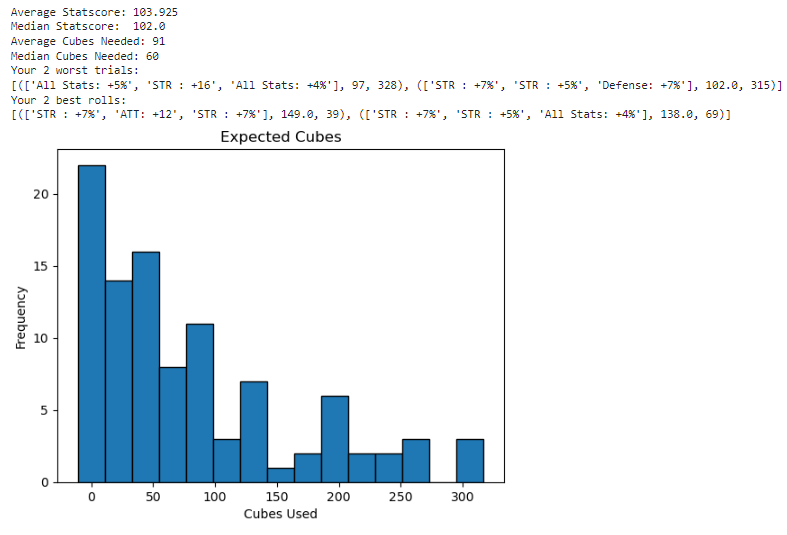 Average Statscore: 103.925
Median Statscore:  102.0
Average Cubes Needed: 91
Median Cubes Needed: 60
Your 2 worst trials:
[(['All Stats: +5%', 'STR : +16', 'All Stats: +4%'], 97, 328), (['STR : +7%', 'STR : +5%', 'Defense: +7%'], 102.0, 315)]
Your 2 best rolls:
[(['STR : +7%', 'ATT: +12', 'STR : +7%'], 149.0, 39), (['STR : +7%', 'STR : +5%', 'All Stats: +4%'], 138.0, 69)]
Expected Cubes
20
15
10
5
0
Frequency
0 50 100 150 200 250 300
Cubes Used